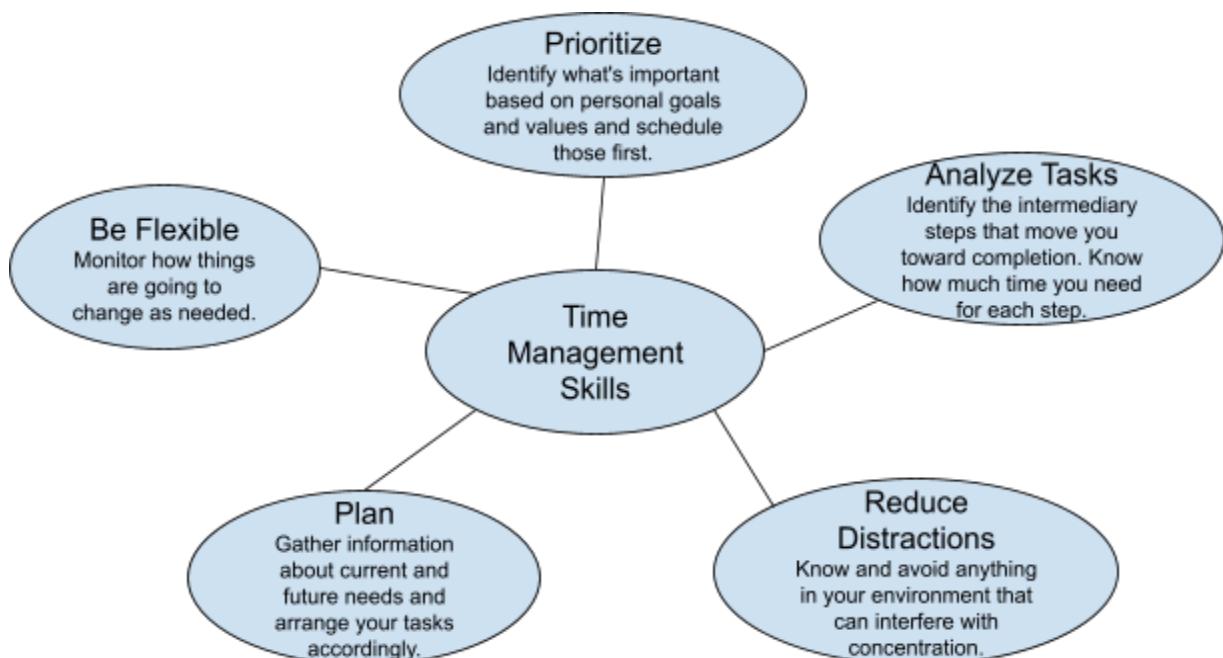 Prioritize
Identify what's important
based on personal goals
and values and schedule
those first.
Analyze Tasks
Identify the intermediary
steps that move you
toward completion. Know
how much time you need
for each step.
Be Flexible
Monitor how things
are going to
change as needed.
Time
Management
Skills
Plan
Gather information
about current and
future needs and
arrange your tasks
accordingly.
Reduce
Distractions
Know and avoid anything
in your environment that
can interfere with
concentration.